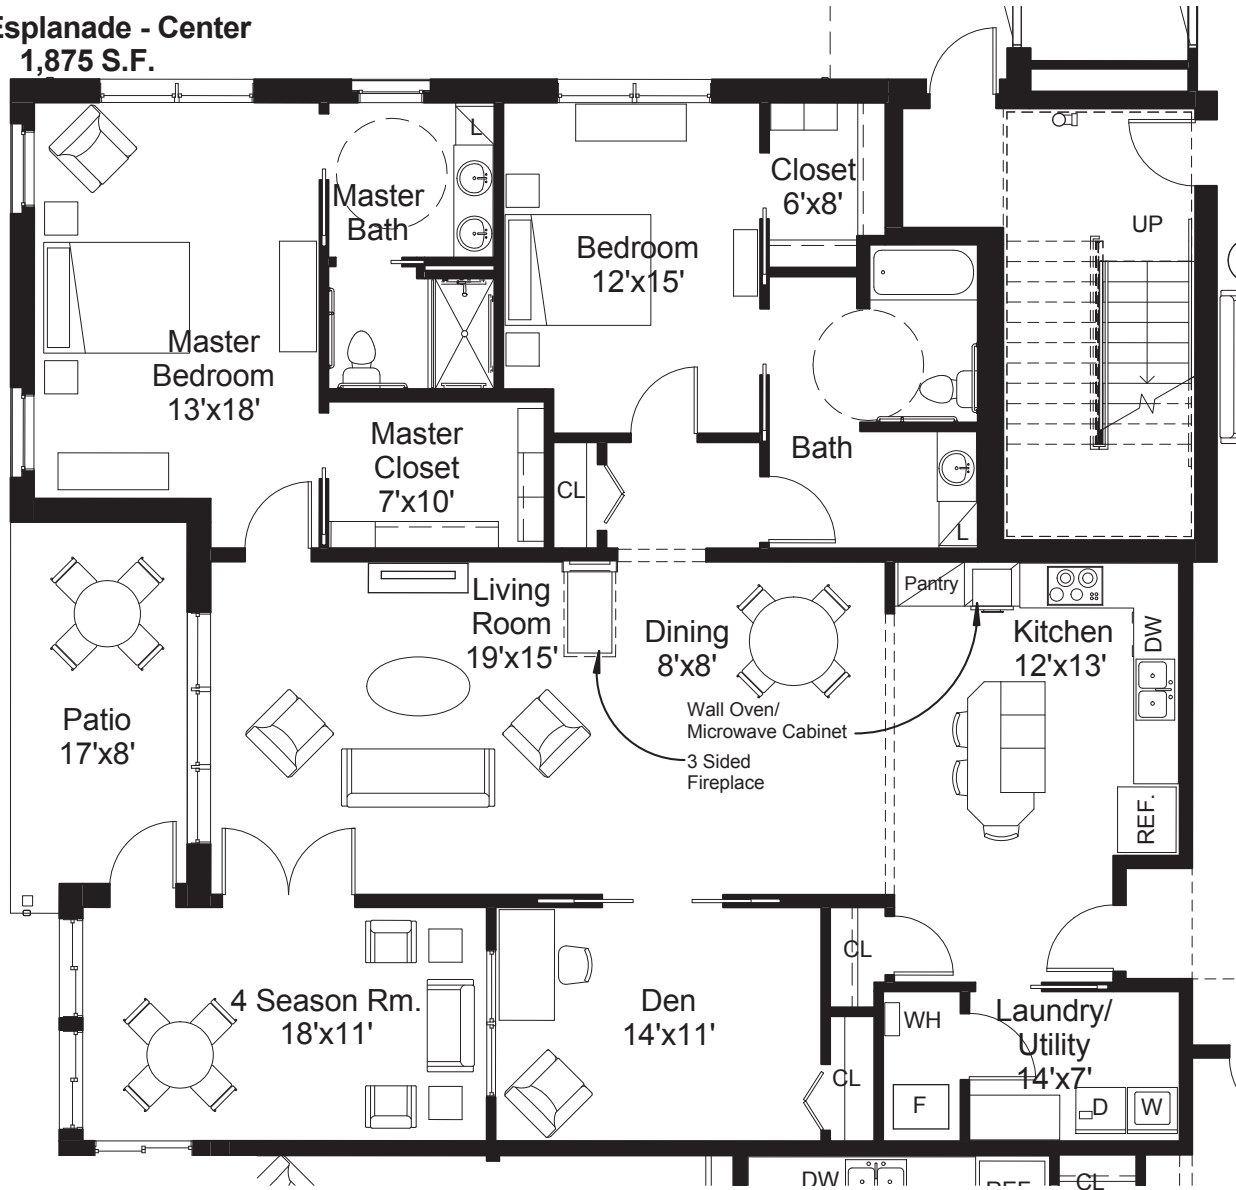 Esplanade - Center
1,875 S.F.
L
Closet
6'x8'
Master
Bath
UP
Bedroom
12'x15'
Master
Bedroom
13'x18'
Master
Closet
7'x10'
Bath
CL
L
Pantry
Living
Room
19'x15'
Dining
8'x8'
Kitchen
12'x13'
DW
Patio
17'x8'
Wall Oven/
Microwave Cabinet
3 Sided
Fireplace
REF.
CL
4 Season Rm.
18'x11'
Den
14'x11'
WH
Laundry/
Utility
14'x7'
CL
F
D
W
DW
REF.
CL